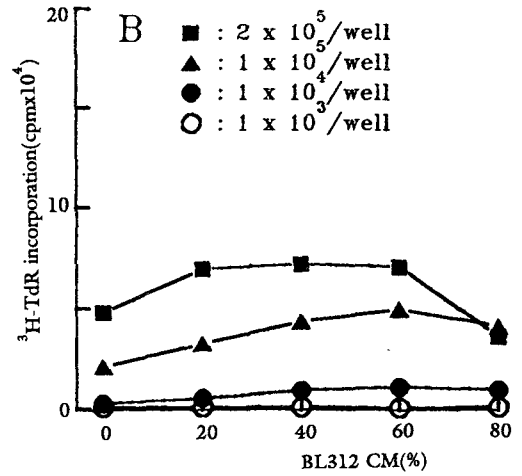 20
B
■ : 2 x 10⁵/well
▲ : 1 x 10⁵/well
● : 1 x 10⁴/well
○ : 1 x 10³/well
³H-TdR incorporation(cpmx10⁴)
10
0
0 20 40 60 80
BL312 CM(%)